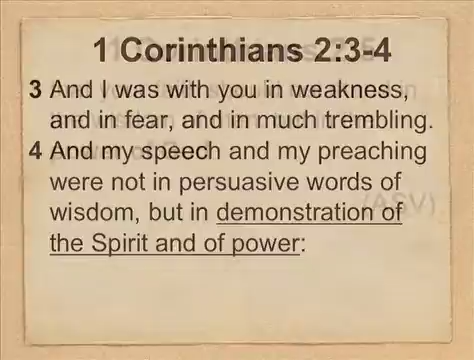 1 Corinthians 2:3-4
3 And I was with you in weakness,
and in fear, and in much trembling.
4 And my speech and my preaching
were not in persuasive words of
wisdom, but in demonstration of
the Spirit and of power:
(ASV)